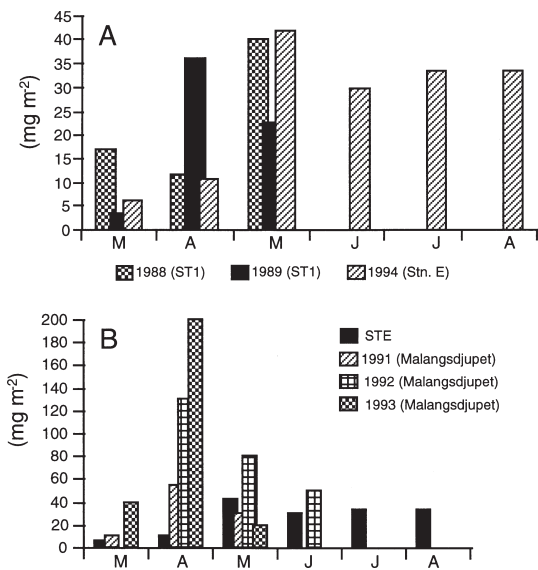 A
(mg m-2)
45
40
35
30
25
20
15
10
5
0
M A M J J A
1988 (ST1) 1989 (ST1) 1994 (Stn. E)
B
(mg m-2)
200
180
160
140
120
100
80
60
40
20
0
STE
1991 (Malangsdjupet)
1992 (Malangsdjupet)
1993 (Malangsdjupet)
M A M J J A